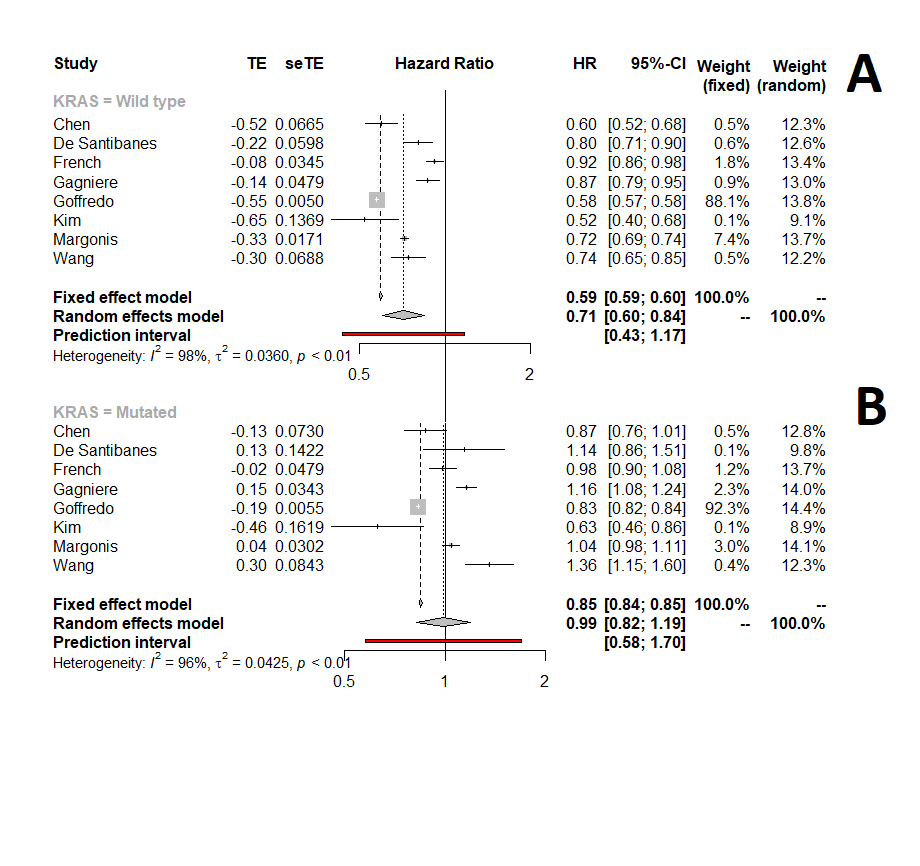 Study TE seTE Hazard Ratio HR 95%-CI Weight (fixed) Weight (random) A
KRAS = Wild type
Chen -0.52 0.0665 0.60 [0.52; 0.68] 0.5% 12.3%
De Santibanes -0.22 0.0598 0.80 [0.71; 0.90] 0.6% 12.6%
French -0.08 0.0345 0.92 [0.86; 0.98] 1.8% 13.4%
Gagniere -0.14 0.0479 0.87 [0.79; 0.95] 0.9% 13.0%
Goffredo -0.55 0.0050 0.58 [0.57; 0.58] 88.1% 13.8%
Kim -0.65 0.1369 0.52 [0.40; 0.68] 0.1% 9.1%
Margonis -0.33 0.0171 0.72 [0.69; 0.74] 7.4% 13.7%
Wang -0.30 0.0688 0.74 [0.65; 0.85] 0.5% 12.2%
Fixed effect model 0.59 [0.59; 0.60] 100.0% --
Random effects model 0.71 [0.60; 0.84] -- 100.0%
Prediction interval [0.43; 1.17]
Heterogeneity: I² = 98%, τ² = 0.0360, p < 0.01
0.5 2
B
KRAS = Mutated
Chen -0.13 0.0730 0.87 [0.76; 1.01] 0.5% 12.8%
De Santibanes 0.13 0.1422 1.14 [0.86; 1.51] 0.1% 9.8%
French -0.02 0.0479 0.98 [0.90; 1.08] 1.2% 13.7%
Gagniere 0.15 0.0343 1.16 [1.08; 1.24] 2.3% 14.0%
Goffredo -0.19 0.0055 0.83 [0.82; 0.84] 92.3% 14.4%
Kim -0.46 0.1619 0.63 [0.46; 0.86] 0.1% 8.9%
Margonis 0.04 0.0302 1.04 [0.98; 1.11] 3.0% 14.1%
Wang 0.30 0.0843 1.36 [1.15; 1.60] 0.4% 12.3%
Fixed effect model 0.85 [0.84; 0.85] 100.0% --
Random effects model 0.99 [0.82; 1.19] -- 100.0%
Prediction interval [0.58; 1.70]
Heterogeneity: I² = 96%, τ² = 0.0425, p < 0.01
0.5 1 2